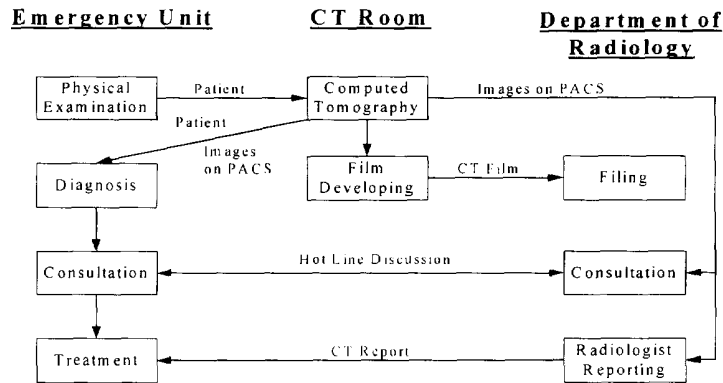 Emergency Unit
CT Room
Department of
Radiology
Physical
Examination
Patient
Computed
Tomography
Images on PACS
Patient
Images
on PACS
Diagnosis
Film
Developing
CT Film
Filing
Consultation
Hot Line Discussion
Consultation
Treatment
CT Report
Radiologist
Reporting